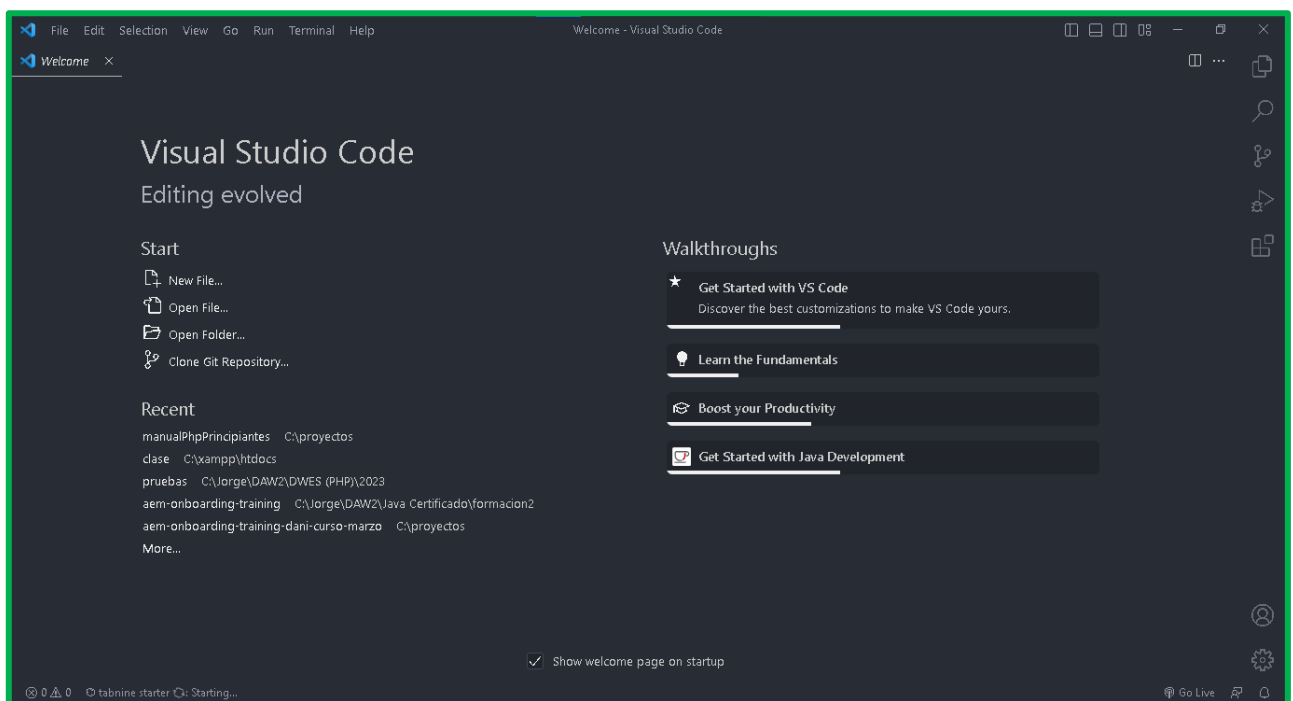 File Edit Selection View Go Run Terminal Help Welcome - Visual Studio Code
Welcome
Visual Studio Code
Editing evolved
Start
New File...
Open File...
Open Folder...
Clone Git Repository...
Recent
manualPhpPrincipiantes C:\proyectos
clase C:\xampp\htdocs
pruebas C:\Jorge\DAW2\DWES (PHP)\2023
aem-onboarding-training C:\Jorge\DAW2\Java Certificado\formacion2
aem-onboarding-training-dani-curso-marzo C:\proyectos
More...
Walkthroughs
Get Started with VS Code
Discover the best customizations to make VS Code yours.
Learn the Fundamentals
Boost your Productivity
Get Started with Java Development
Show welcome page on startup
0 0 tabnine starter : Starting... Go Live